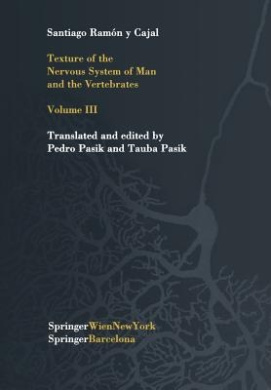 Santiago Ramón y Cajal
Texture of the
Nervous System of Man
and the Vertebrates
Volume III
Translated and edited by
Pedro Pasik and Tauba Pasik
SpringerWienNewYork
SpringerBarcelona